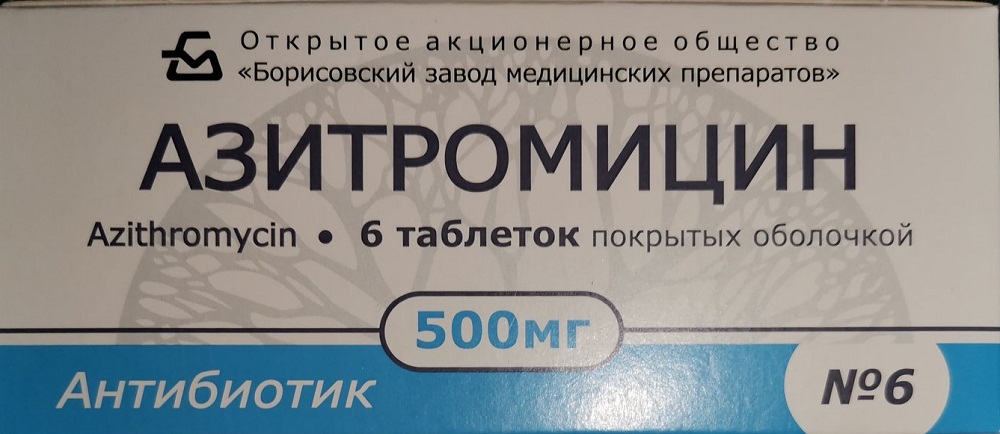 Открытое акционерное общество
«Борисовский завод медицинских препаратов»
АЗИТРОМИЦИН
Azithromycin • 6 таблеток покрытых оболочкой
500мг
Антибиотик №6